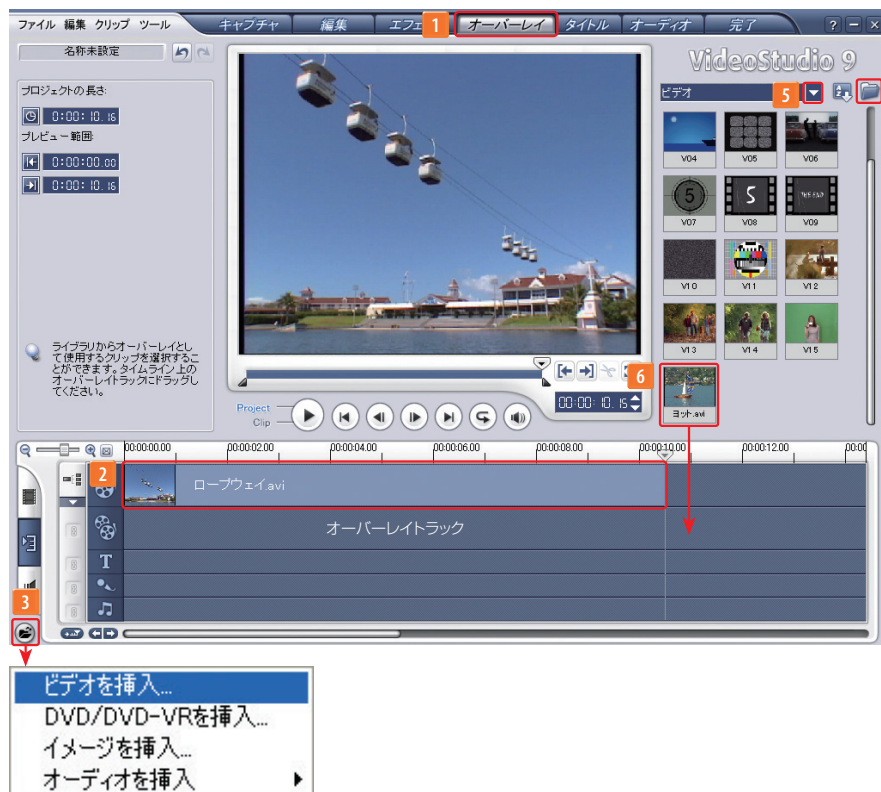 ファイル 編集 クリップ ツール
キャプチャ 編集 エフェ 1 オーバーレイ タイトル オーディオ 完了 ? − ×
名称未設定
プロジェクトの長さ:
0:00:10.16
プレビュー範囲:
0:00:00.00
0:00:10.16
VideoStudio 9
ビデオ 5
V04 V05 V06
5 5 THE END
V07 V08 V09
V10 V11 V12
V13 V14 V15
ヨット.avi
6
ライブラリからオーバーレイとし
て使用するクリップを選択するこ
とができます。タイムライン上の
オーバーレイトラックにドラッグし
てください。
Project
Clip
00:00:10.15
00:00:00.00 00:00:02.00 00:00:04.00 00:00:06.00 00:00:08.00 00:00:10.00 00:00:12.00 00:00
2 ロープウェイ.avi
オーバーレイトラック
T
3
ビデオを挿入...
DVD/DVD-VRを挿入...
イメージを挿入...
オーディオを挿入